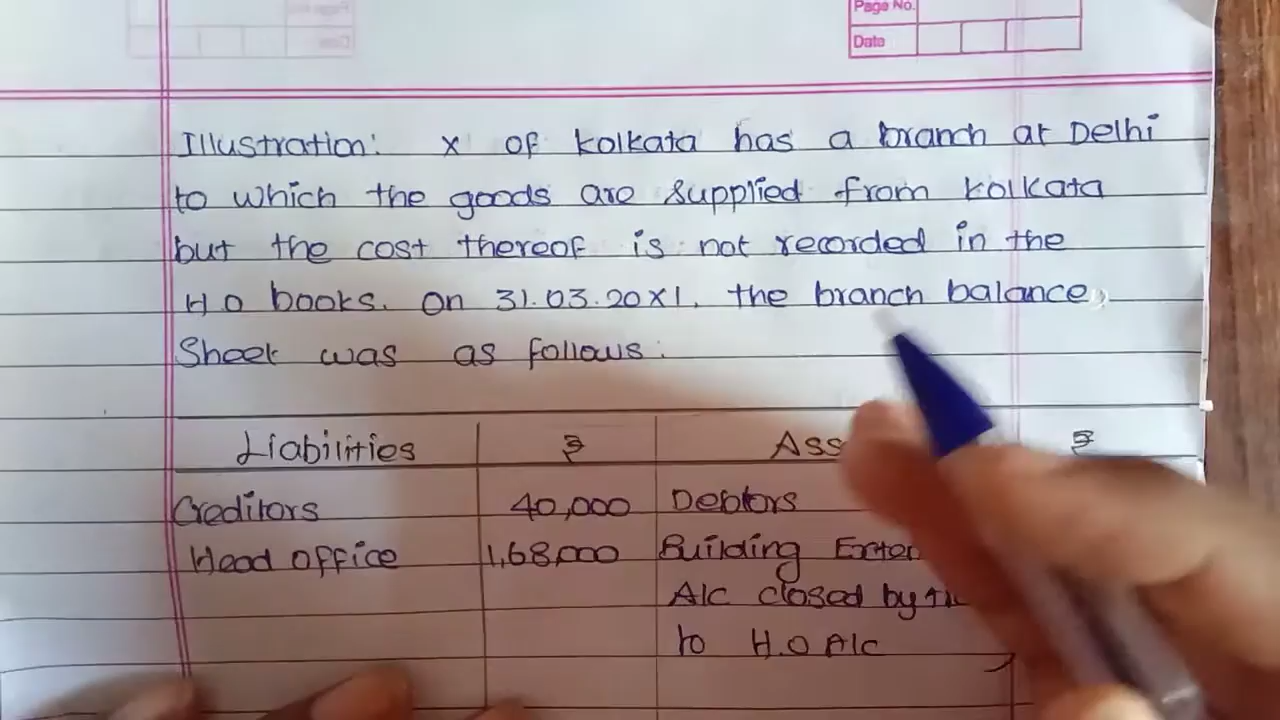 Page No.
Date
Illustration: X of Kolkata has a branch at Delhi
to which the goods are supplied from Kolkata
but the cost thereof is not recorded in the
H O books. On 31.03.20X1, the branch balance
Sheet was as follows:
Liabilities ₹ ₹
Creditors 40,000 Debtors
Head office 1,68,000 Building
A/c closed by
to H.O A/c